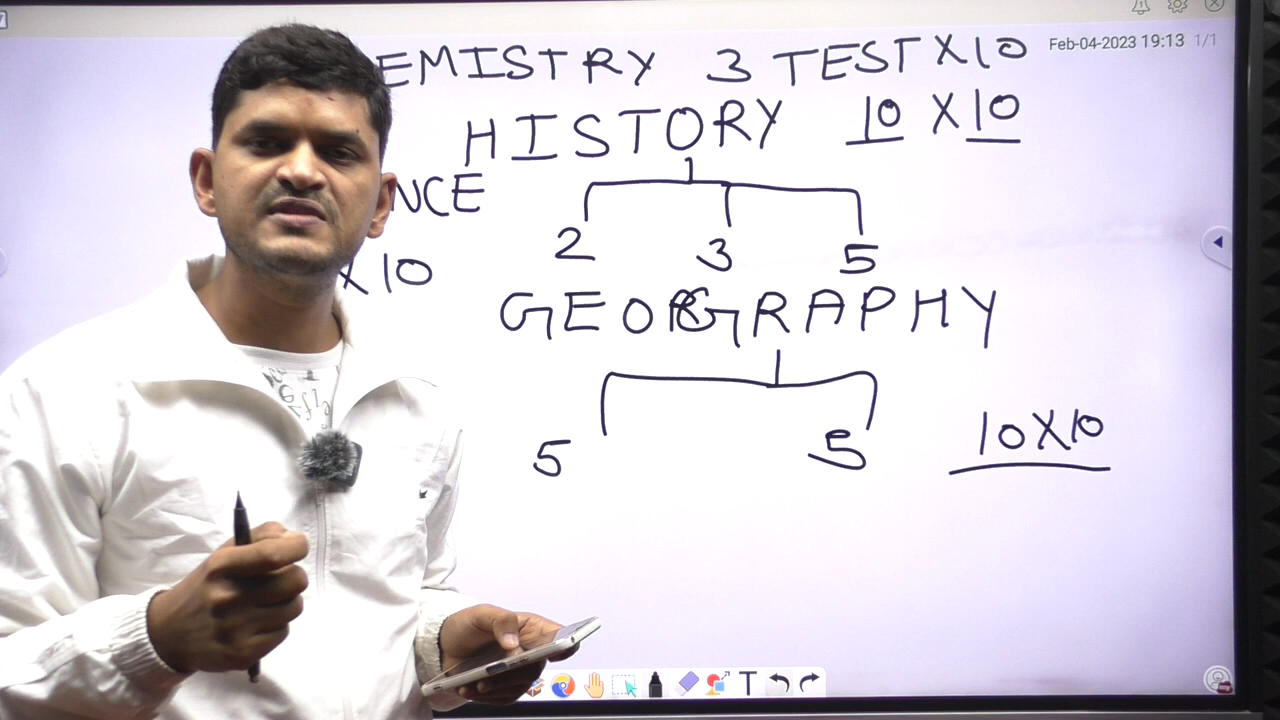 EMISTRY 3 TEST X10
Feb-04-2023 19:13 1/1
HISTORY 10 X 10
NCE
2 3 5
X 10
GEOGRAPHY
5 5
10X10
T